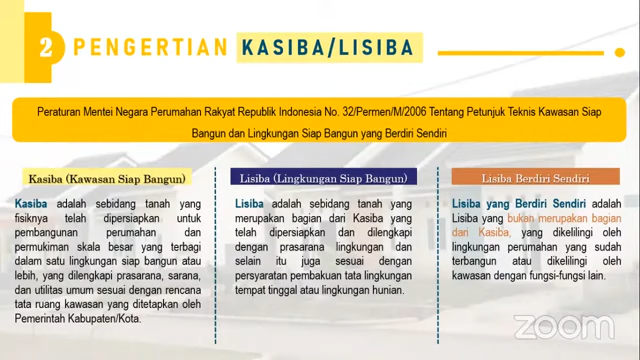 2 PENGERTIAN KASIBA/LISIBA
Peraturan Mentei Negara Perumahan Rakyat Republik Indonesia No. 32/Permen/M/2006 Tentang Petunjuk Teknis Kawasan Siap
Bangun dan Lingkungan Siap Bangun yang Berdiri Sendiri
Kasiba (Kawasan Siap Bangun)
Kasiba adalah sebidang tanah yang
fisiknya telah dipersiapkan untuk
pembangunan perumahan dan
permukiman skala besar yang terbagi
dalam satu lingkungan siap bangun atau
lebih, yang dilengkapi prasarana, sarana,
dan utilitas umum sesuai dengan rencana
tata ruang kawasan yang ditetapkan oleh
Pemerintah Kabupaten/Kota.
Lisiba (Lingkungan Siap Bangun)
Lisiba adalah sebidang tanah yang
merupakan bagian dari Kasiba yang
telah dipersiapkan dan dilengkapi
dengan prasarana lingkungan dan
selain itu juga sesuai dengan
persyaratan pembakuan tata lingkungan
tempat tinggal atau lingkungan hunian.
Lisiba Berdiri Sendiri
Lisiba yang Berdiri Sendiri adalah
Lisiba yang bukan merupakan bagian
dari Kasiba, yang dikelilingi oleh
lingkungan perumahan yang sudah
terbangun atau dikelilingi oleh
kawasan dengan fungsi-fungsi lain.
zoom